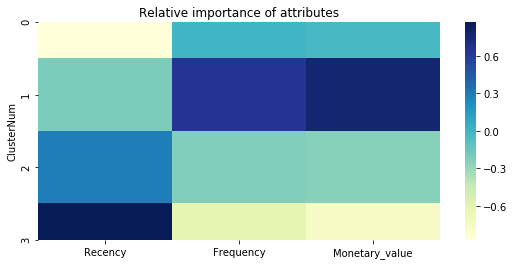 Relative importance of attributes
ClusterNum
0
1
2
3
Recency
Frequency
Monetary_value
0.6
0.3
0.0
−0.3
−0.6